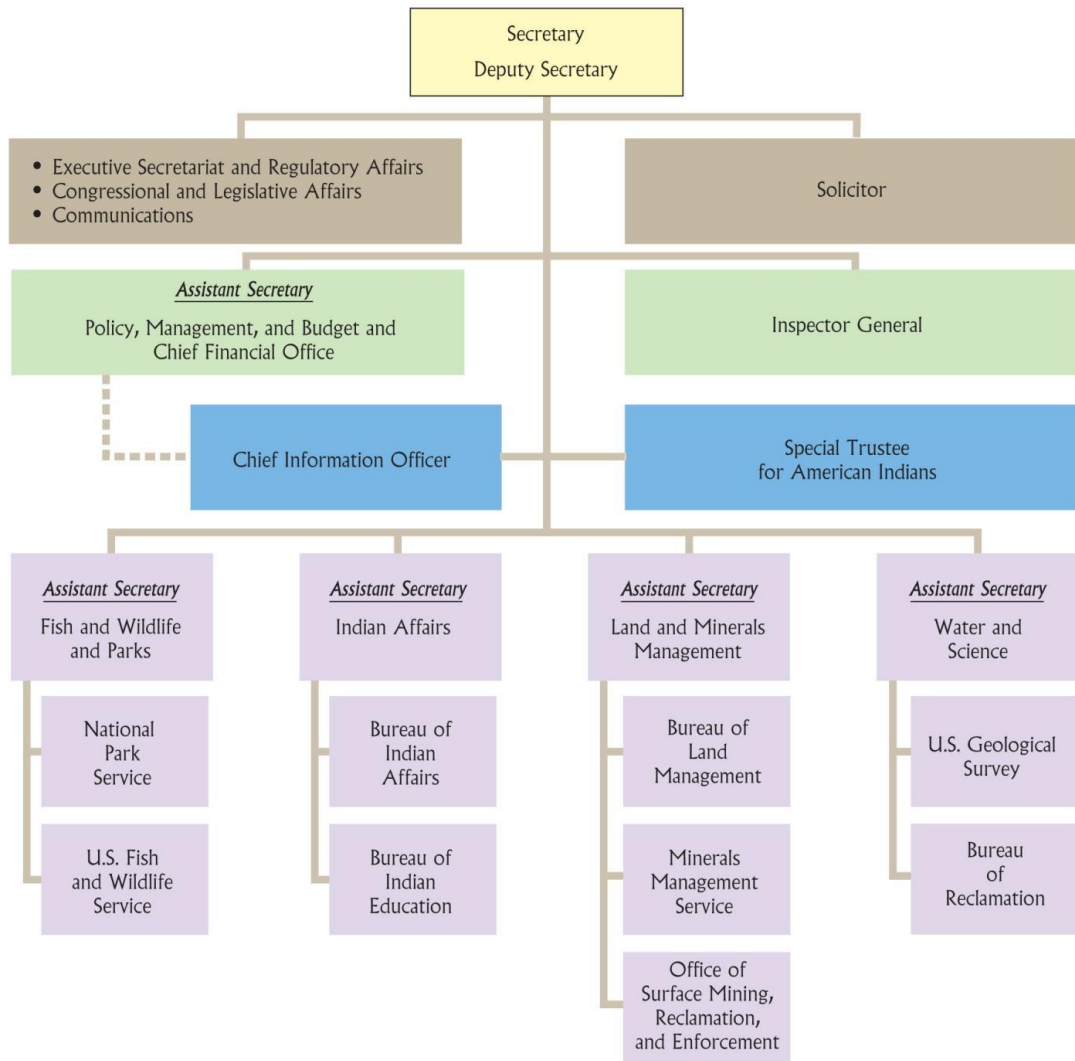 Secretary
Deputy Secretary
• Executive Secretariat and Regulatory Affairs
• Congressional and Legislative Affairs
• Communications
Solicitor
Assistant Secretary
Policy, Management, and Budget and
Chief Financial Office
Inspector General
Chief Information Officer
Special Trustee
for American Indians
Assistant Secretary
Fish and Wildlife
and Parks
Assistant Secretary
Indian Affairs
Assistant Secretary
Land and Minerals
Management
Assistant Secretary
Water and
Science
National
Park
Service
Bureau of
Indian
Affairs
Bureau of
Land
Management
U.S. Geological
Survey
U.S. Fish
and Wildlife
Service
Bureau of
Indian
Education
Minerals
Management
Service
Bureau
of
Reclamation
Office of
Surface Mining,
Reclamation,
and Enforcement